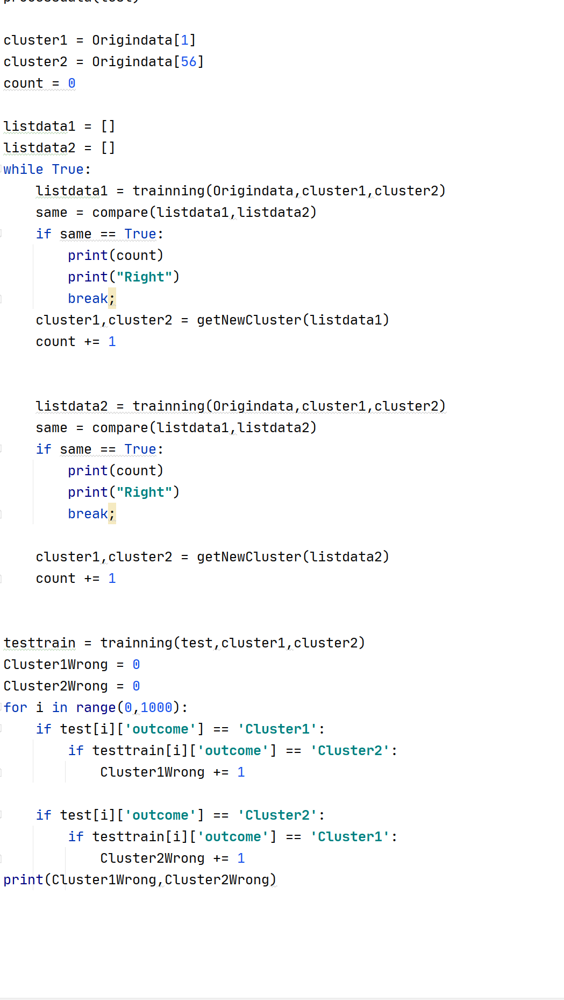 cluster1 = Origindata[1]
cluster2 = Origindata[56]
count = 0
listdata1 = []
listdata2 = []
while True:
    listdata1 = trainning(Origindata,cluster1,cluster2)
    same = compare(listdata1,listdata2)
    if same == True:
        print(count)
        print("Right")
        break;
    cluster1,cluster2 = getNewCluster(listdata1)
    count += 1
    listdata2 = trainning(Origindata,cluster1,cluster2)
    same = compare(listdata1,listdata2)
    if same == True:
        print(count)
        print("Right")
        break;
    cluster1,cluster2 = getNewCluster(listdata2)
    count += 1
testtrain = trainning(test,cluster1,cluster2)
Cluster1Wrong = 0
Cluster2Wrong = 0
for i in range(0,1000):
    if test[i]['outcome'] == 'Cluster1':
        if testtrain[i]['outcome'] == 'Cluster2':
            Cluster1Wrong += 1
    if test[i]['outcome'] == 'Cluster2':
        if testtrain[i]['outcome'] == 'Cluster1':
            Cluster2Wrong += 1
print(Cluster1Wrong,Cluster2Wrong)